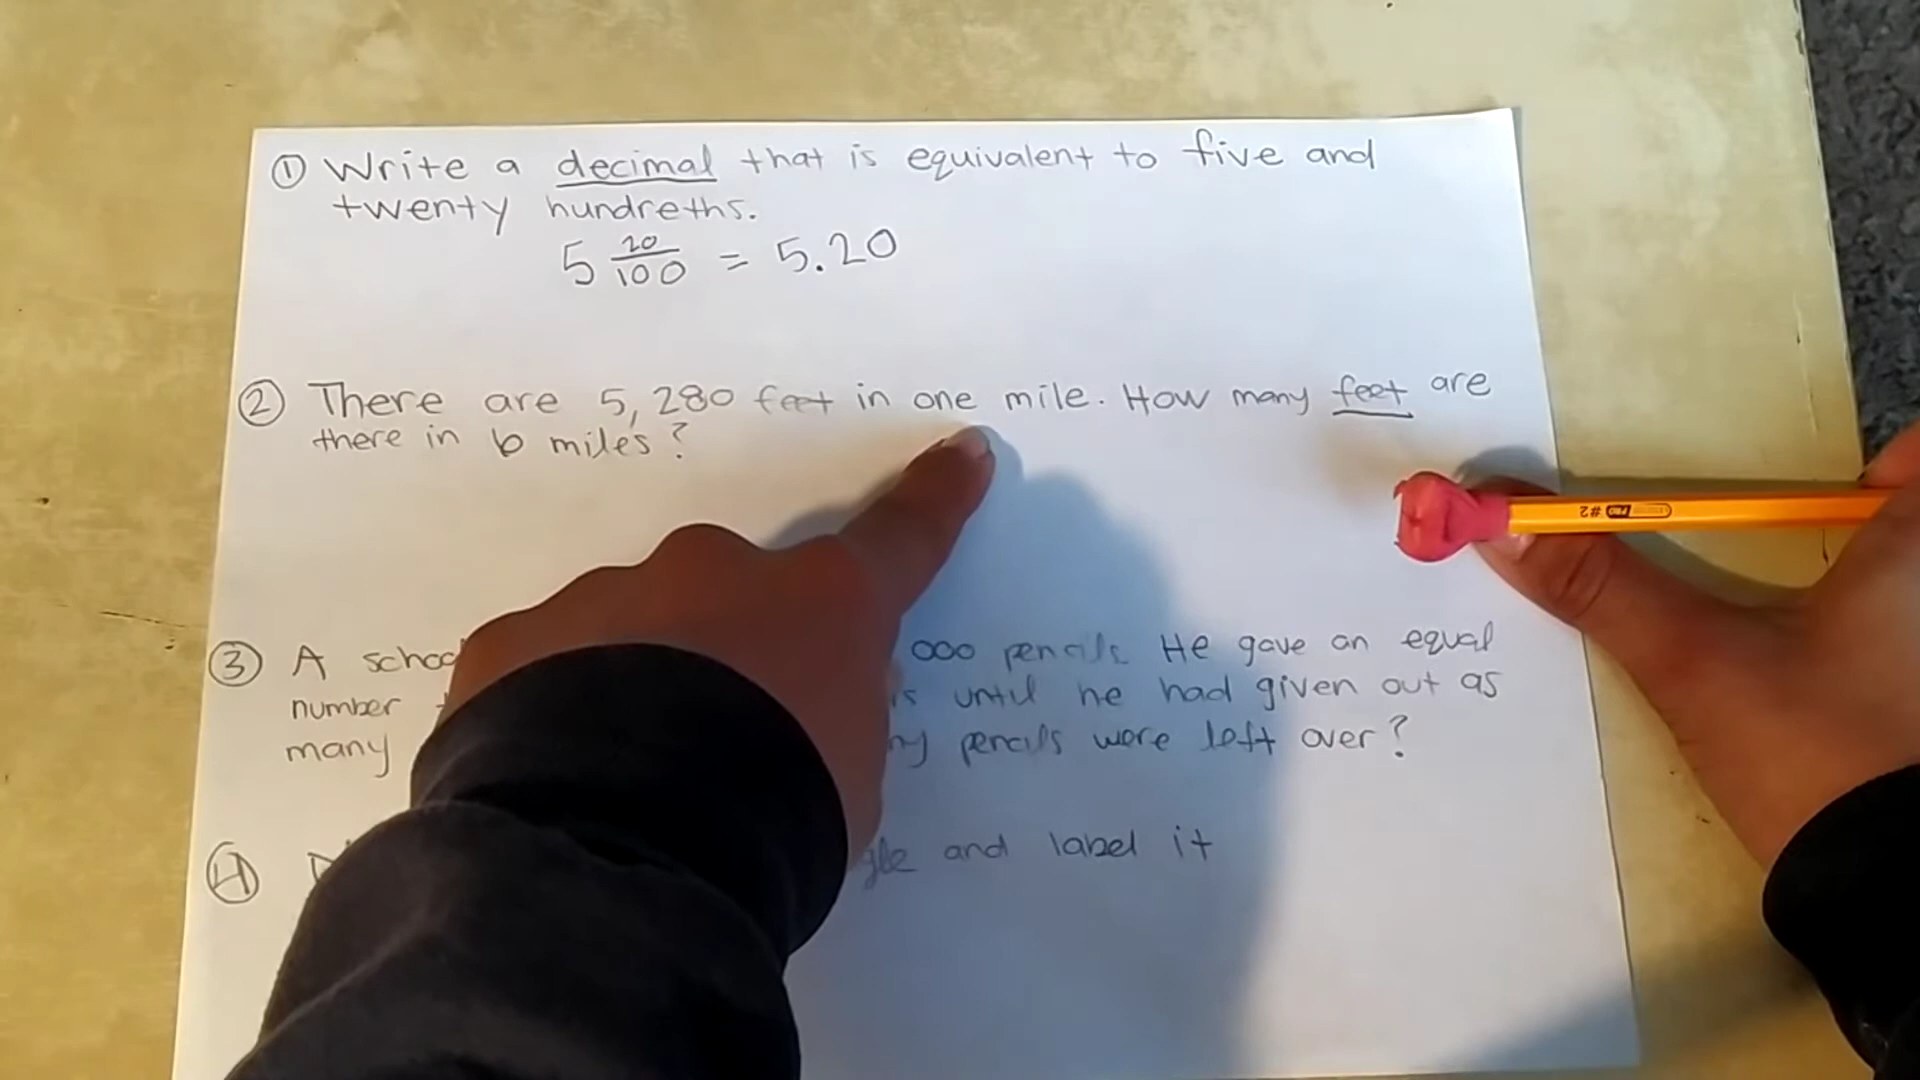 ① Write a decimal that is equivalent to five and
twenty hundreths.
5 20/100 = 5.20
② There are 5,280 feet in one mile. How many feet are
there in 6 miles?
③ A 000 pencils He gave an equal
number until he had given out as
many pencils were left over?
④ and label it
#2 PRO